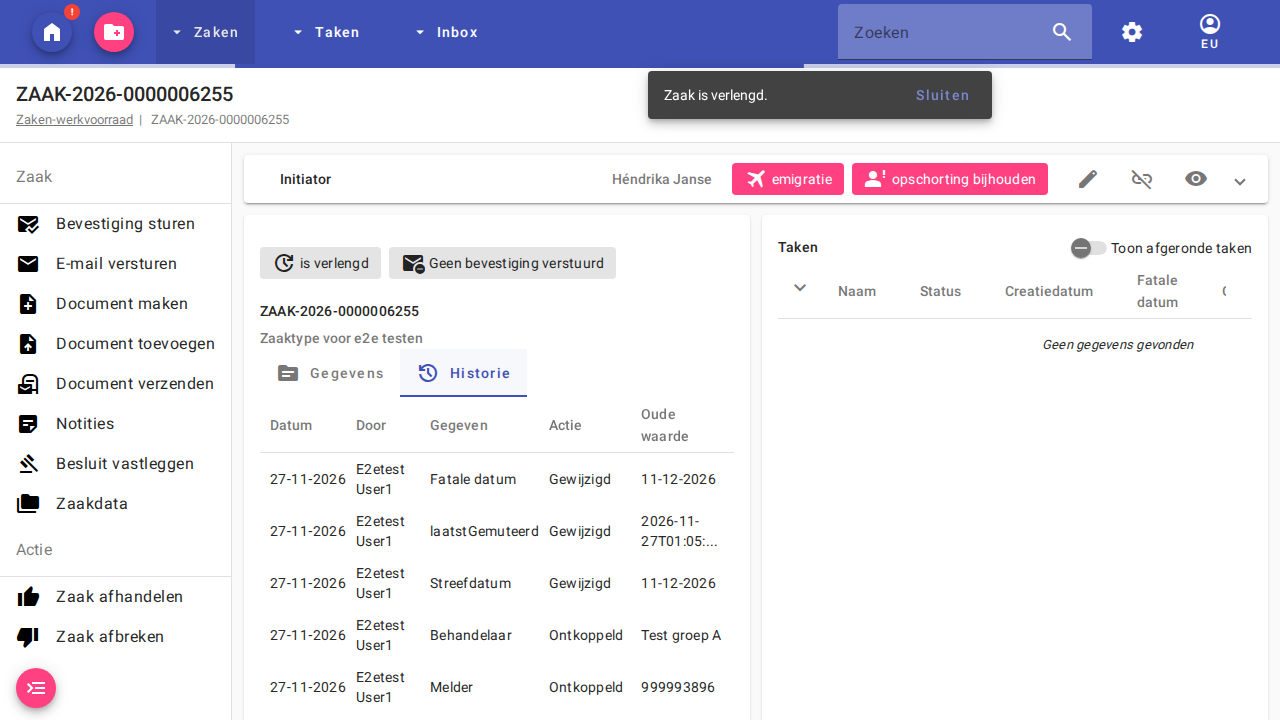 !
Zaken
Taken
Inbox
Zoeken
EU
Zaak is verlengd.
Sluiten
ZAAK-2026-0000006255
Zaken-werkvoorraad | ZAAK-2026-0000006255
Zaak
Bevestiging sturen
E-mail versturen
Document maken
Document toevoegen
Document verzenden
Notities
Besluit vastleggen
Zaakdata
Actie
Zaak afhandelen
Zaak afbreken
Initiator
Héndrika Janse
emigratie
opschorting bijhouden
is verlengd
Geen bevestiging verstuurd
ZAAK-2026-0000006255
Zaaktype voor e2e testen
Gegevens
Historie
Datum Door Gegeven Actie Oude waarde
27-11-2026 E2etest User1 Fatale datum Gewijzigd 11-12-2026
27-11-2026 E2etest User1 laatstGemuteerd Gewijzigd 2026-11-27T01:05:...
27-11-2026 E2etest User1 Streefdatum Gewijzigd 11-12-2026
27-11-2026 E2etest User1 Behandelaar Ontkoppeld Test groep A
27-11-2026 E2etest User1 Melder Ontkoppeld 999993896
Taken
Toon afgeronde taken
Naam Status Creatiedatum Fatale datum
Geen gegevens gevonden